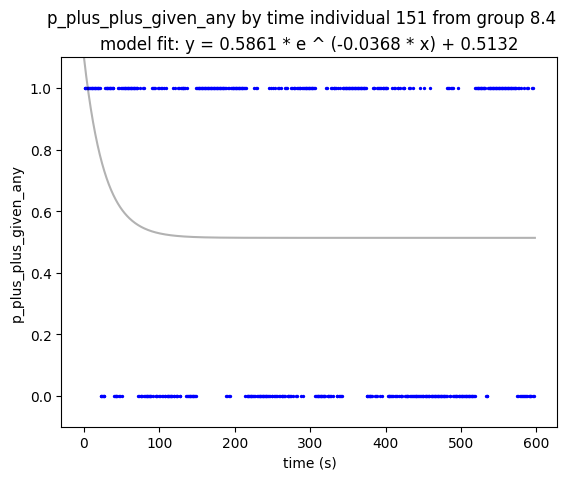 p_plus_plus_given_any by time individual 151 from group 8.4
model fit: y = 0.5861 * e ^ (-0.0368 * x) + 0.5132
1.0
0.8
0.6
0.4
0.2
0.0
p_plus_plus_given_any
0 100 200 300 400 500 600
time (s)